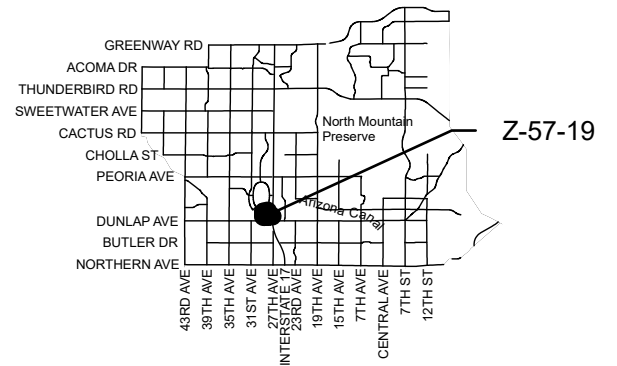 GREENWAY RD
ACOMA DR
THUNDERBIRD RD
SWEETWATER AVE
CACTUS RD
CHOLLA ST
PEORIA AVE
DUNLAP AVE
BUTLER DR
NORTHERN AVE
North Mountain
Preserve
Z-57-19
Arizona Canal
43RD AVE
39TH AVE
35TH AVE
31ST AVE
27TH AVE
INTERSTATE 17
23RD AVE
19TH AVE
15TH AVE
7TH AVE
CENTRAL AVE
7TH ST
12TH ST